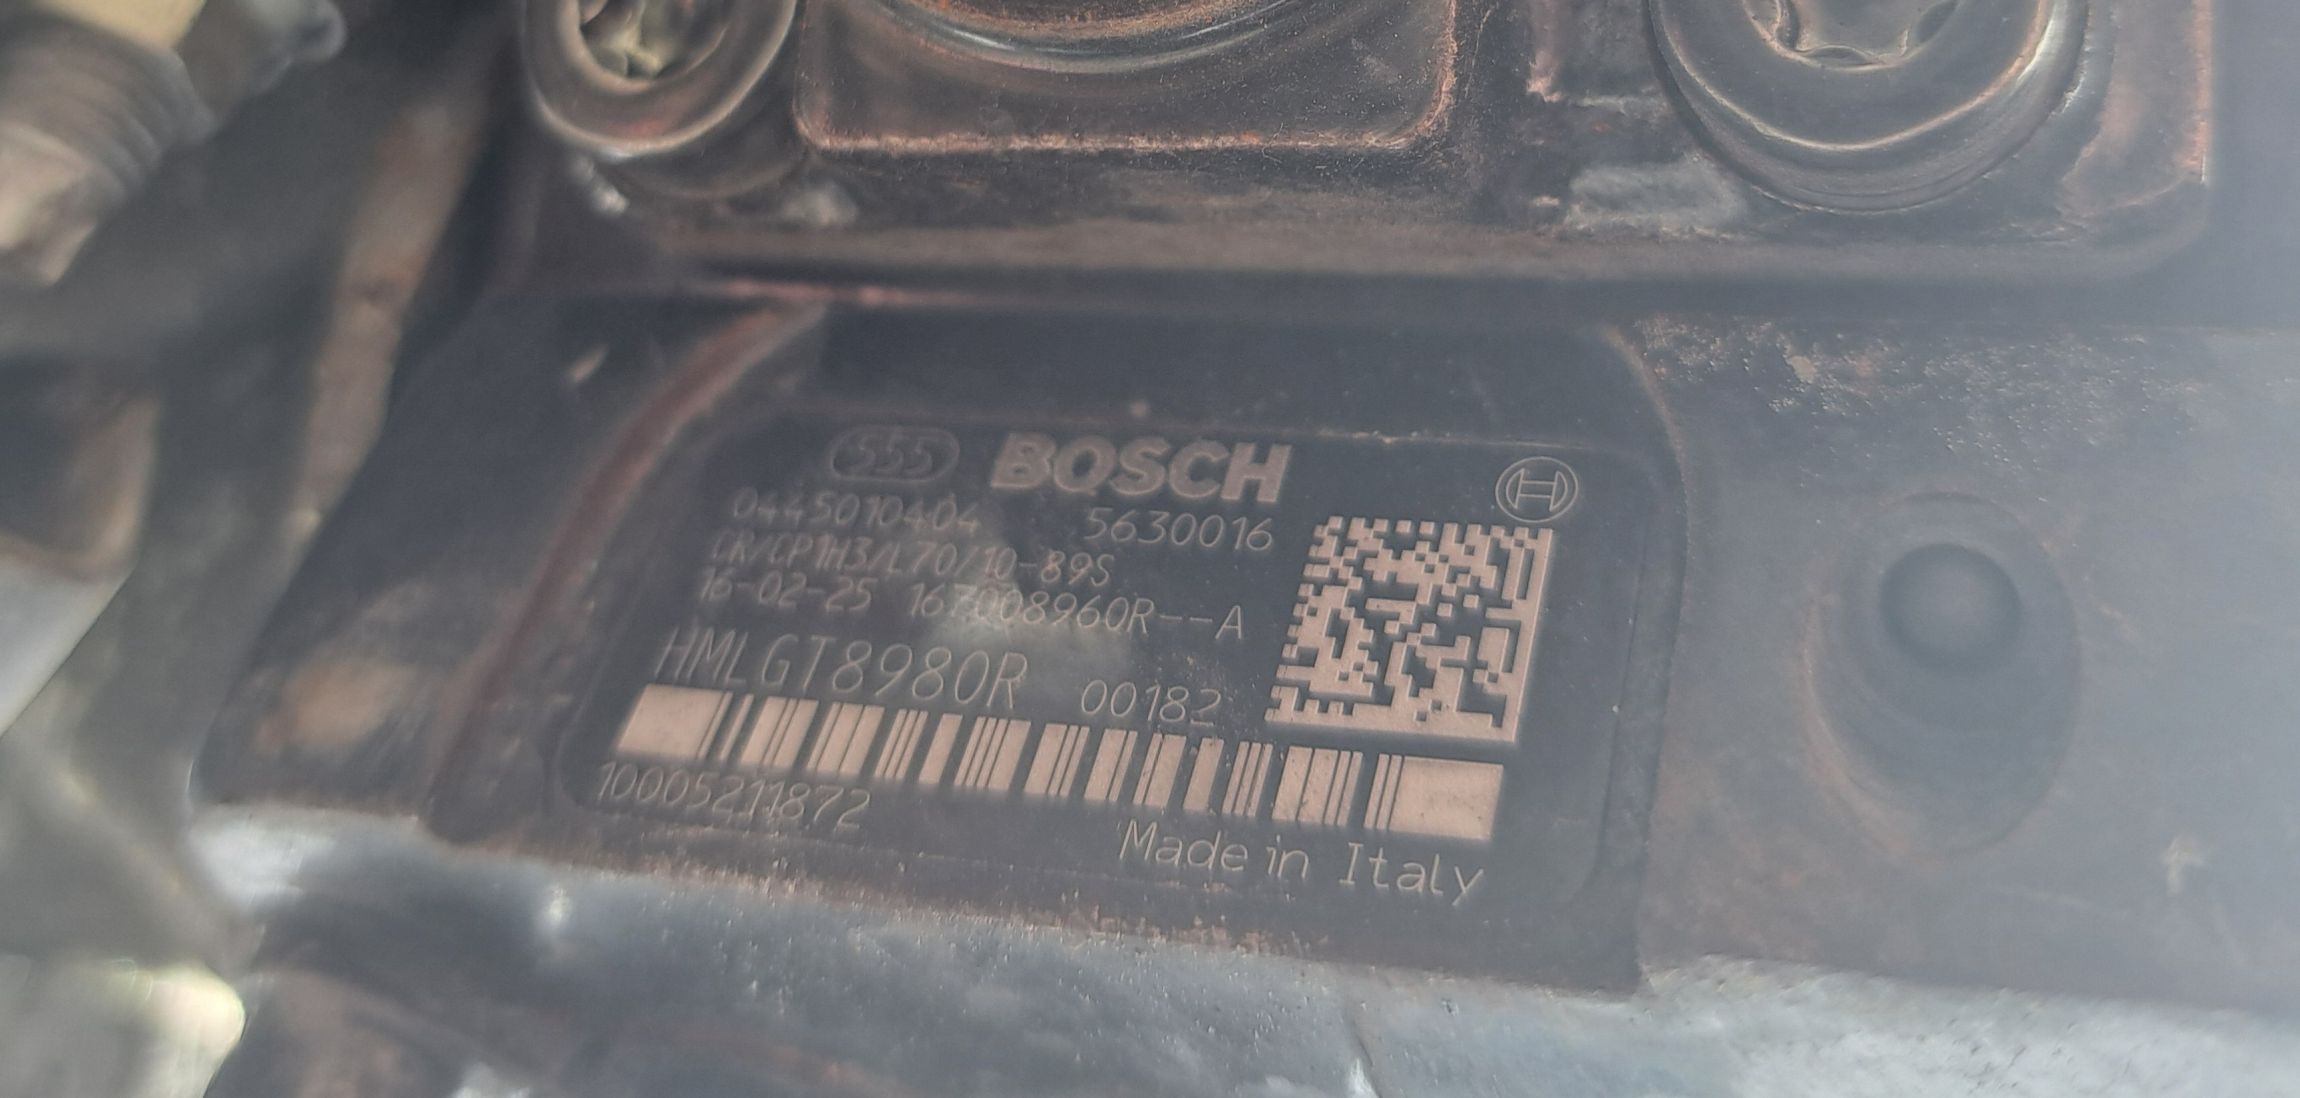 555 BOSCH
0445010404 5630016
CR/CP1H3/L70/10-89S
16-02-25 167008960R--A
HMLGT8980R 00182
10005211872
Made in Italy